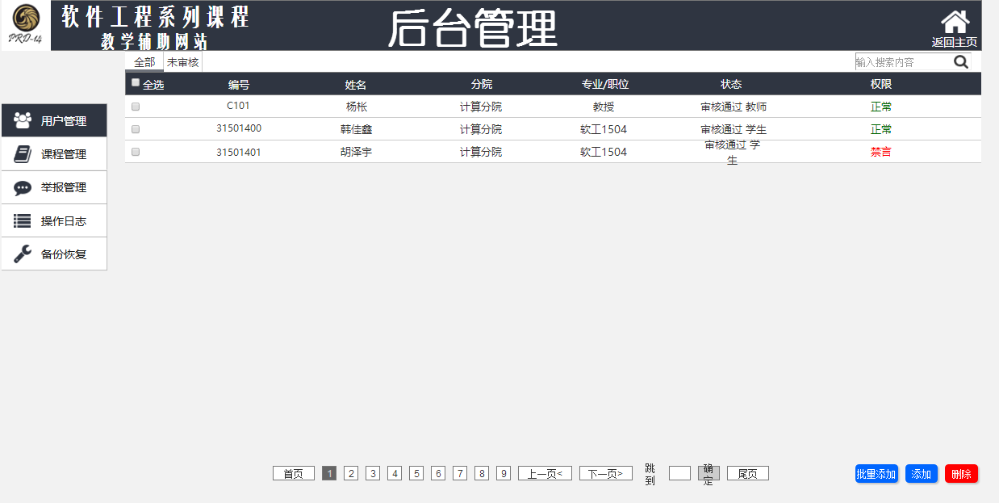 PRD-14
软件工程系列课程
教学辅助网站
后台管理
返回主页
全部 未审核 输入搜索内容
全选 编号 姓名 分院 专业/职位 状态 权限
C101 杨枨 计算分院 教授 审核通过 教师 正常
31501400 韩佳鑫 计算分院 软工1504 审核通过 学生 正常
31501401 胡泽宇 计算分院 软工1504 审核通过 学 禁言
生
用户管理
课程管理
举报管理
操作日志
备份恢复
首页 1 2 3 4 5 6 7 8 9 上一页< 下一页> 跳到 确定 尾页 批量添加 添加 删除